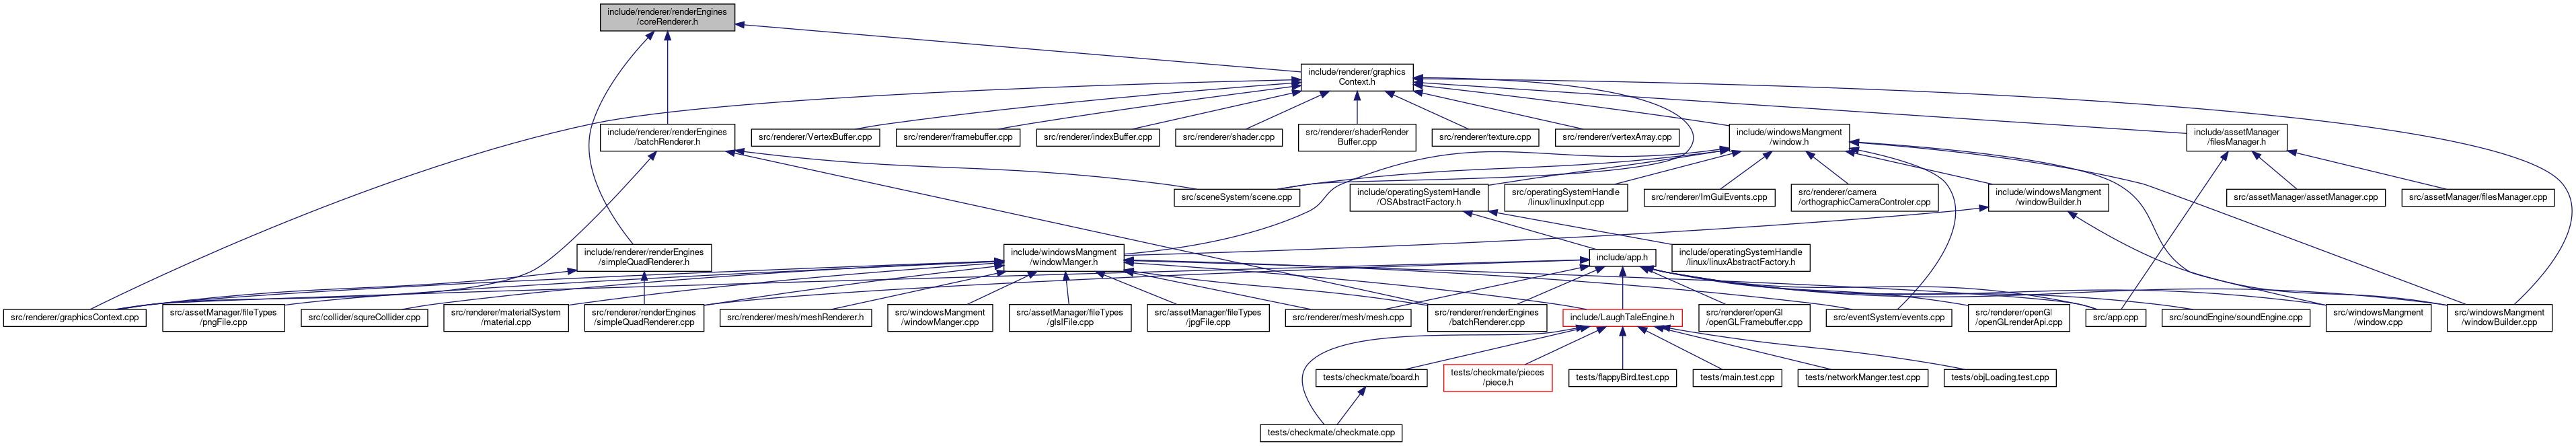 include/renderer/renderEngines
/coreRenderer.h
include/renderer/graphics
Context.h
include/renderer/renderEngines
/batchRenderer.h
src/renderer/VertexBuffer.cpp
src/renderer/framebuffer.cpp
src/renderer/indexBuffer.cpp
src/renderer/shader.cpp
src/renderer/shaderRender
Buffer.cpp
src/renderer/texture.cpp
src/renderer/vertexArray.cpp
include/windowsMangment
/window.h
include/assetManager
/filesManager.h
src/sceneSystem/scene.cpp
include/operatingSystemHandle
/OSAbstractFactory.h
src/operatingSystemHandle
/linux/linuxInput.cpp
src/renderer/ImGuiEvents.cpp
src/renderer/camera
/orthographicCameraControler.cpp
include/windowsMangment
/windowBuilder.h
src/assetManager/assetManager.cpp
src/assetManager/filesManager.cpp
include/renderer/renderEngines
/simpleQuadRenderer.h
include/windowsMangment
/windowManger.h
include/app.h
include/operatingSystemHandle
/linux/linuxAbstractFactory.h
src/renderer/graphicsContext.cpp
src/assetManager/fileTypes
/pngFile.cpp
src/collider/squreCollider.cpp
src/renderer/materialSystem
/material.cpp
src/renderer/renderEngines
/simpleQuadRenderer.cpp
src/renderer/mesh/meshRenderer.h
src/windowsMangment
/windowManger.cpp
src/assetManager/fileTypes
/glslFile.cpp
src/assetManager/fileTypes
/jpgFile.cpp
src/renderer/mesh/mesh.cpp
src/renderer/renderEngines
/batchRenderer.cpp
include/LaughTaleEngine.h
src/renderer/openGl
/openGLFramebuffer.cpp
src/eventSystem/events.cpp
src/renderer/openGl
/openGLrenderApi.cpp
src/app.cpp
src/soundEngine/soundEngine.cpp
src/windowsMangment
/window.cpp
src/windowsMangment
/windowBuilder.cpp
tests/checkmate/board.h
tests/checkmate/pieces
/piece.h
tests/flappyBird.test.cpp
tests/main.test.cpp
tests/networkManger.test.cpp
tests/objLoading.test.cpp
tests/checkmate/checkmate.cpp